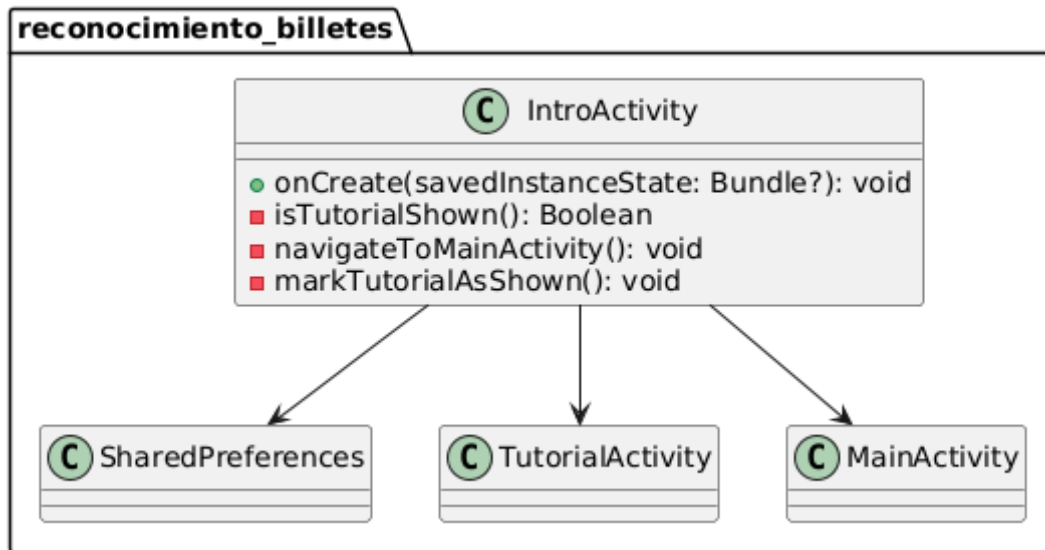 reconocimiento_billetes
C IntroActivity
onCreate(savedInstanceState: Bundle?): void
isTutorialShown(): Boolean
navigateToMainActivity(): void
markTutorialAsShown(): void
C SharedPreferences
C TutorialActivity
C MainActivity